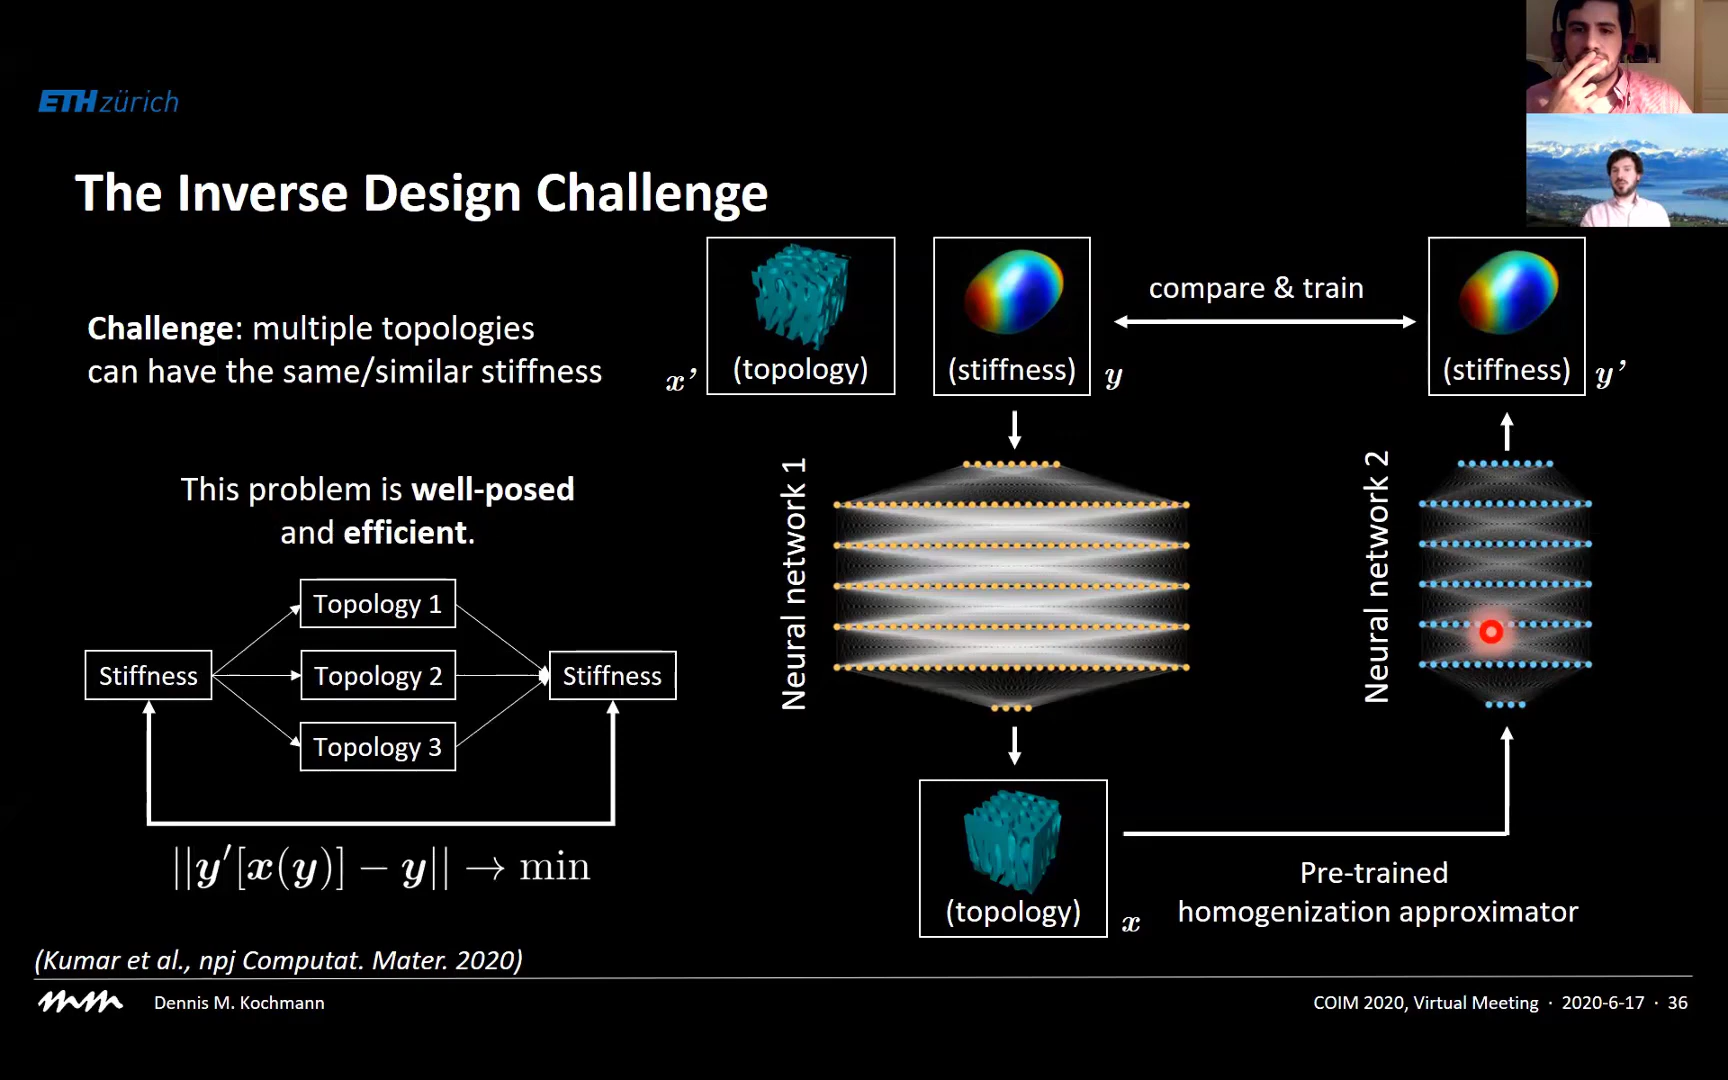 ETH zürich
The Inverse Design Challenge
Challenge: multiple topologies
can have the same/similar stiffness
This problem is well-posed
and efficient.
Stiffness
Topology 1
Topology 2
Topology 3
Stiffness
||y'[x(y)] − y|| → min
(Kumar et al., npj Computat. Mater. 2020)
x'
(topology)
(stiffness)
y
compare & train
(stiffness)
y'
Neural network 1
Neural network 2
(topology)
x
Pre-trained
homogenization approximator
Dennis M. Kochmann
COIM 2020, Virtual Meeting · 2020-6-17 · 36